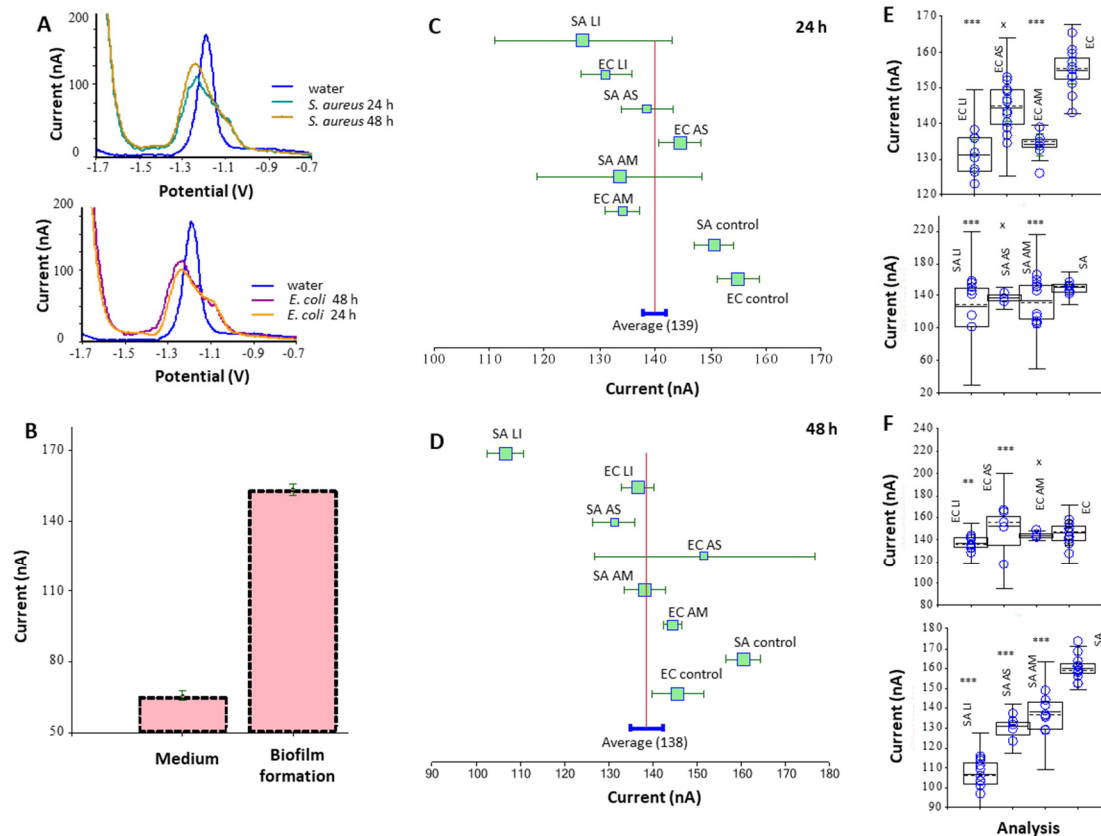 A
Current (nA)
200
100
0
water
S. aureus 24 h
S. aureus 48 h
-1.7 -1.5 -1.3 -1.1 -0.9 -0.7
Potential (V)
Current (nA)
200
100
0
water
E. coli 48 h
E. coli 24 h
-1.7 -1.5 -1.3 -1.1 -0.9 -0.7
Potential (V)
B
Current (nA)
170
140
110
80
50
Medium
Biofilm formation
C
24 h
SA LI
EC LI
SA AS
EC AS
SA AM
EC AM
SA control
EC control
Average (139)
100 110 120 130 140 150 160 170
Current (nA)
D
48 h
SA LI
EC LI
SA AS
EC AS
SA AM
EC AM
SA control
EC control
Average (138)
90 100 110 120 130 140 150 160 170 180
Current (nA)
E
Current (nA)
170
160
150
140
130
120
*** x ***
EC LI
EC AS
EC AM
EC
Current (nA)
220
180
140
100
60
20
*** x ***
SA LI
SA AS
SA AM
SA
F
Current (nA)
240
220
200
180
160
140
120
100
80
** *** x
EC LI
EC AS
EC AM
EC
Current (nA)
180
170
160
150
140
130
120
110
100
90
*** *** ***
SA LI
SA AS
SA AM
SA
Analysis